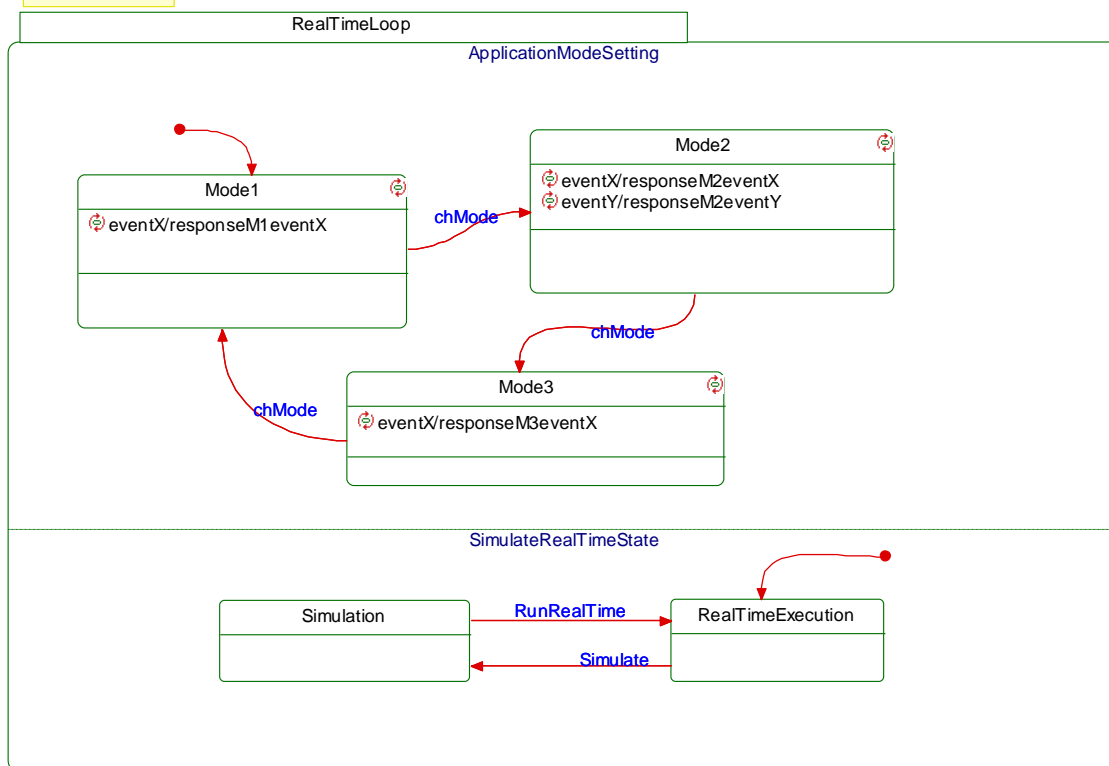 RealTimeLoop
ApplicationModeSetting
Mode1
eventX/responseM1eventX
chMode
Mode2
eventX/responseM2eventX
eventY/responseM2eventY
chMode
Mode3
eventX/responseM3eventX
chMode
SimulateRealTimeState
Simulation
RunRealTime
RealTimeExecution
Simulate